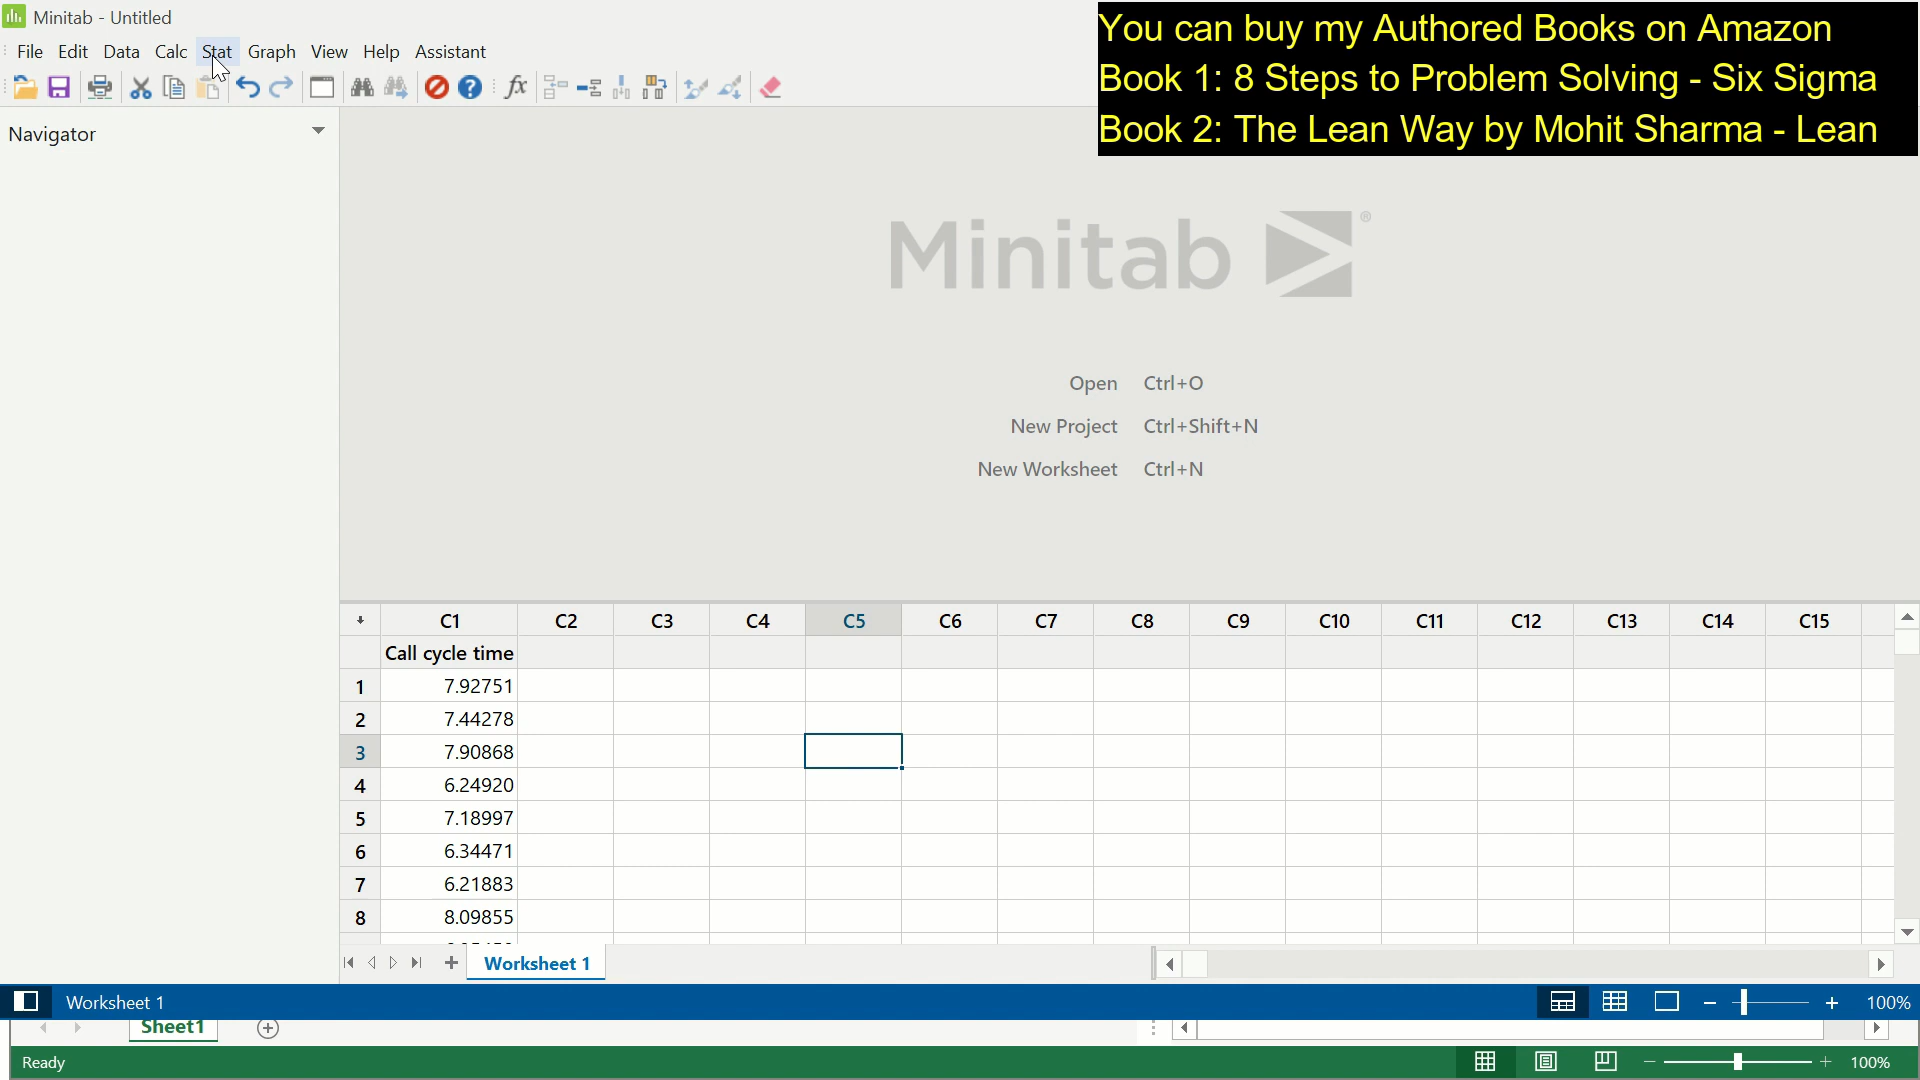 Minitab - Untitled
You can buy my Authored Books on Amazon
Book 1: 8 Steps to Problem Solving - Six Sigma
Book 2: The Lean Way by Mohit Sharma - Lean
File Edit Data Calc Stat Graph View Help Assistant
Navigator
Minitab ®
Open Ctrl+O
New Project Ctrl+Shift+N
New Worksheet Ctrl+N
C1 C2 C3 C4 C5 C6 C7 C8 C9 C10 C11 C12 C13 C14 C15
Call cycle time
1 7.92751
2 7.44278
3 7.90868
4 6.24920
5 7.18997
6 6.34471
7 6.21883
8 8.09855
Worksheet 1
Worksheet 1 100%
Sheet1
Ready 100%